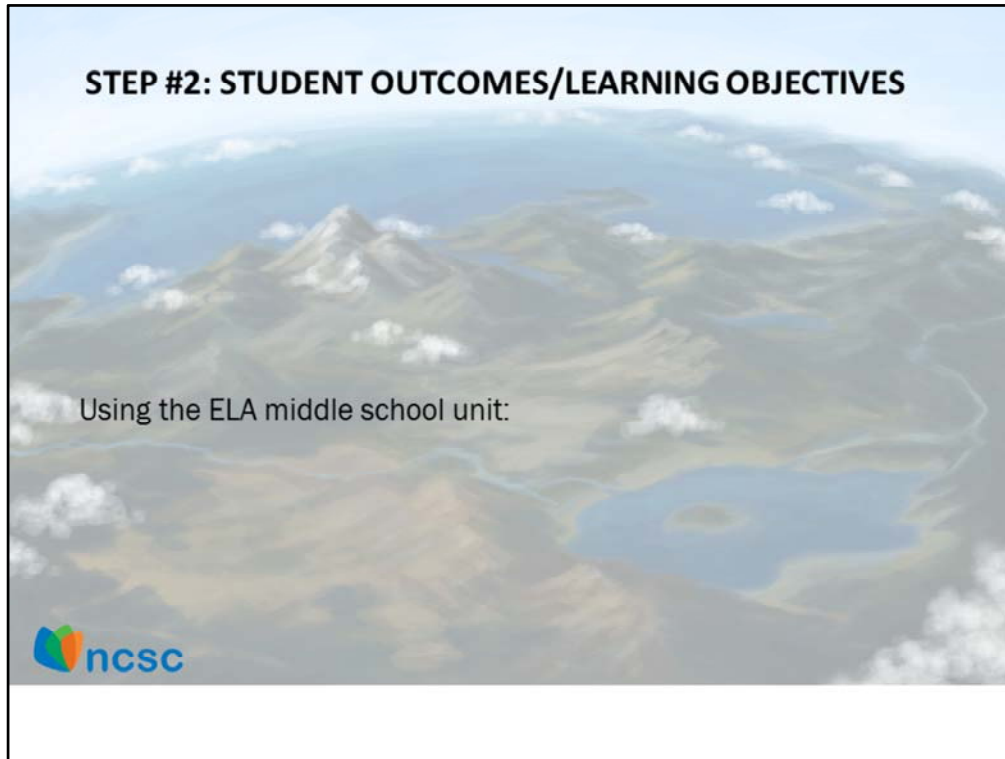 STEP #2: STUDENT OUTCOMES/LEARNING OBJECTIVES
Using the ELA middle school unit:
ncsc